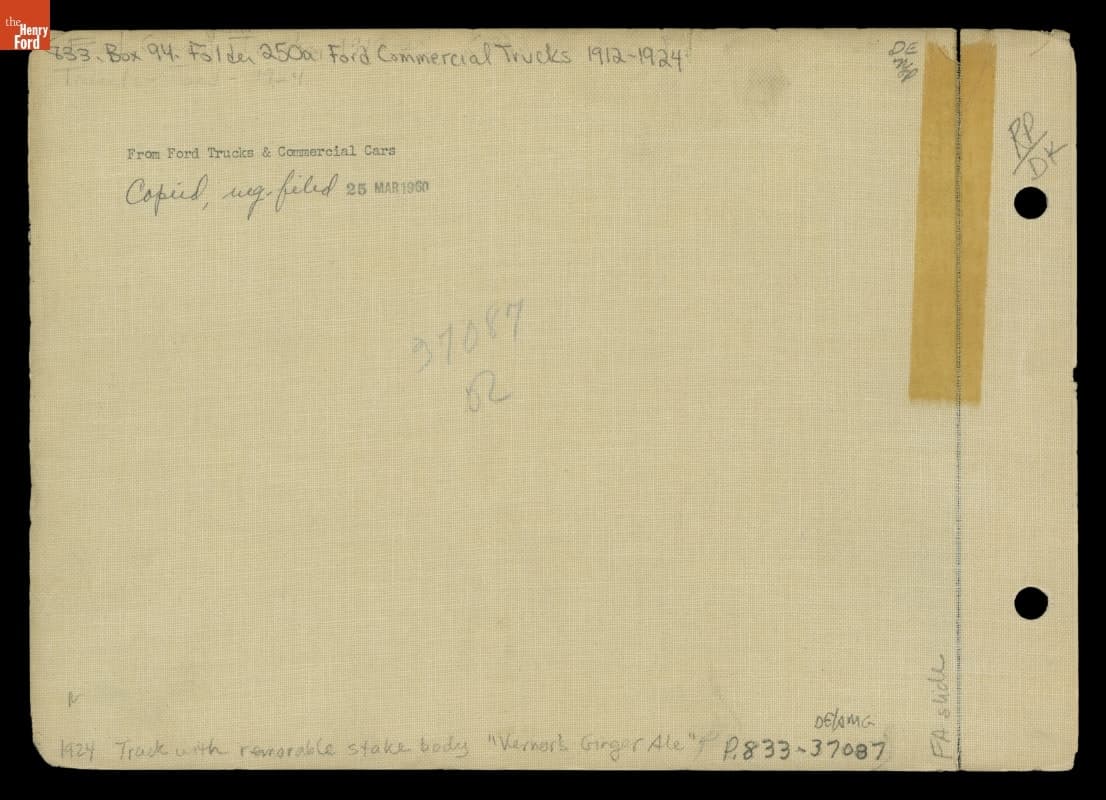 the
Henry
Ford
833. Box 94. Folder 250a Ford Commercial Trucks 1912-1924
DE
RP/DK
From Ford Trucks & Commercial Cars
Copied, neg. filed 25 MAR 1960
37087
FA slide
DE/AMG
1924 Truck with removable stake body "Vernor's Ginger Ale" P.833-37087